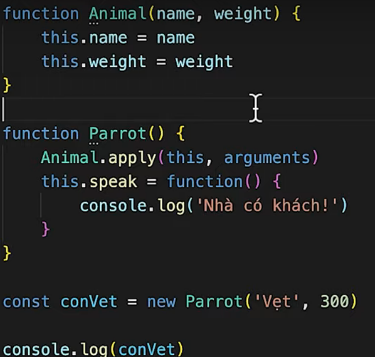 function Animal(name, weight) {
    this.name = name
    this.weight = weight
}
function Parrot() {
    Animal.apply(this, arguments)
    this.speak = function() {
        console.log('Nhà có khách!')
    }
}
const conVet = new Parrot('Vẹt', 300)
console.log(conVet)